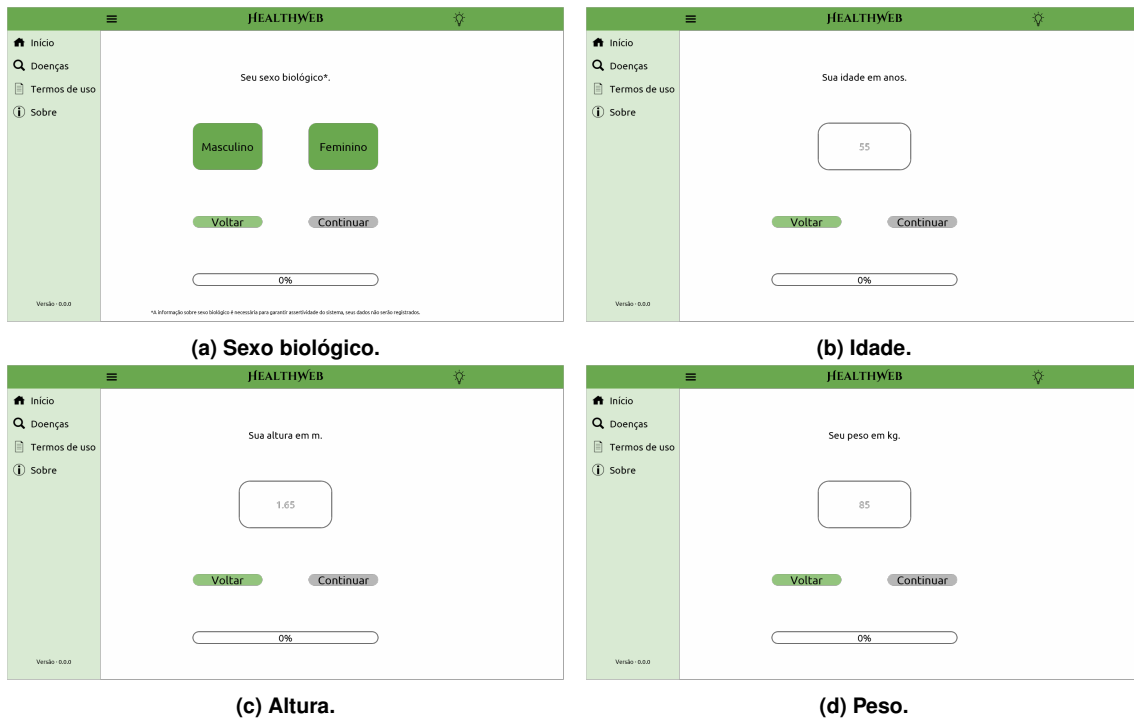 HEALTHWEB
Início
Doenças
Termos de uso
Sobre
Seu sexo biológico*.
Masculino Feminino
Voltar Continuar
0%
Versão - 0.0.0
*A informação sobre sexo biológico é necessária para garantir assertividade do sistema, seus dados não serão registrados.
(a) Sexo biológico.
HEALTHWEB
Início
Doenças
Termos de uso
Sobre
Sua idade em anos.
55
Voltar Continuar
0%
Versão - 0.0.0
(b) Idade.
HEALTHWEB
Início
Doenças
Termos de uso
Sobre
Sua altura em m.
1.65
Voltar Continuar
0%
Versão - 0.0.0
(c) Altura.
HEALTHWEB
Início
Doenças
Termos de uso
Sobre
Seu peso em kg.
85
Voltar Continuar
0%
Versão - 0.0.0
(d) Peso.